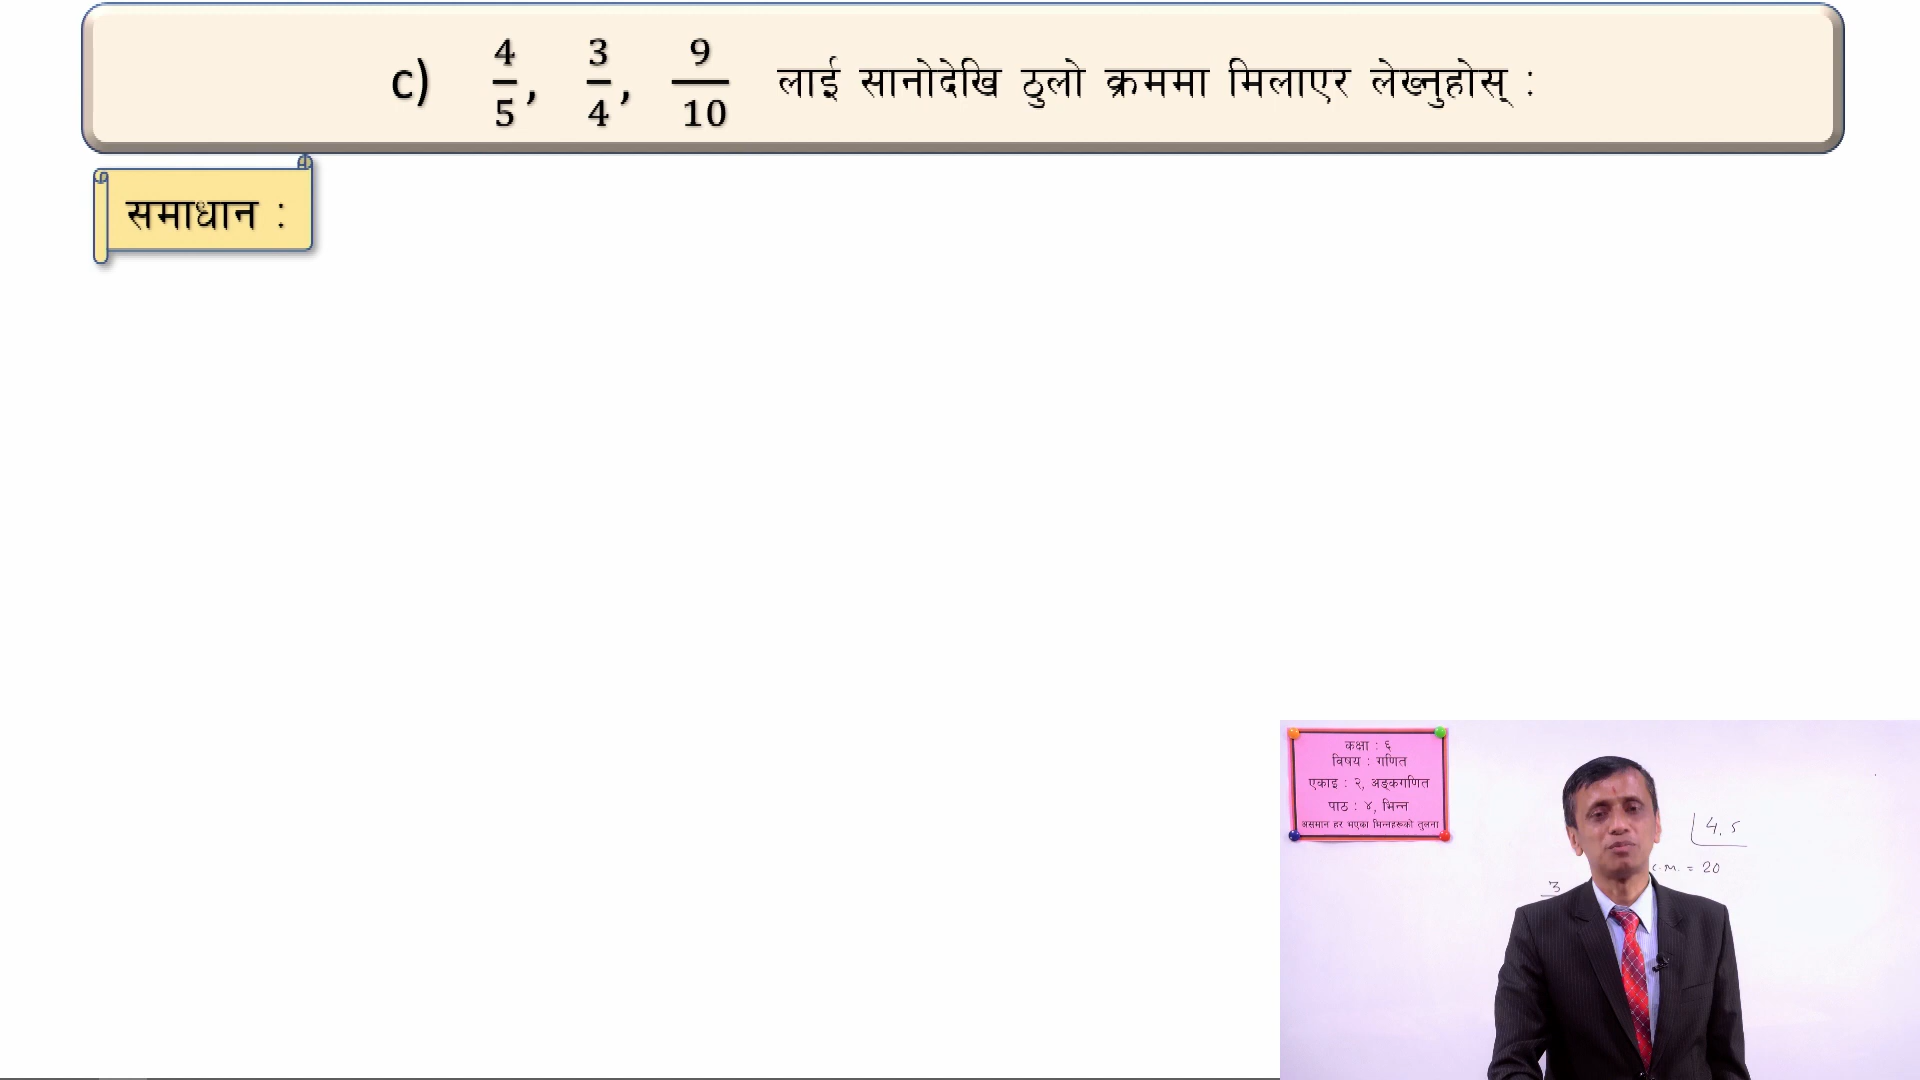 c) 4/5, 3/4, 9/10 लाई सानोदेखि ठुलो क्रममा मिलाएर लेख्नुहोस् :
समाधान :
कक्षा : ६
विषय : गणित
एकाइ : २, अङ्कगणित
पाठ : ४, भिन्न
असमान हर भएका भिन्नहरूको तुलना
4, 5
c.m. = 20
3